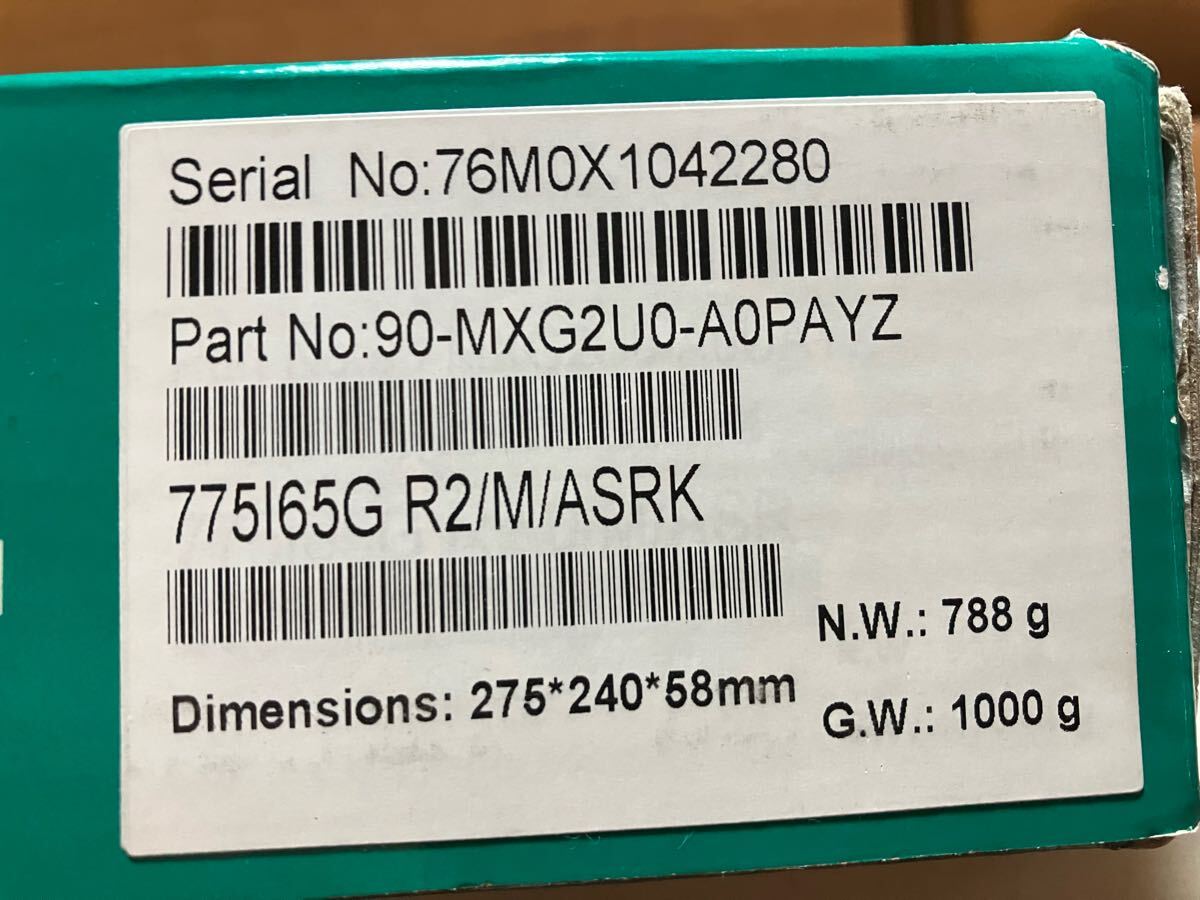 Serial No:76M0X1042280
Part No:90-MXG2U0-A0PAYZ
775I65G R2/M/ASRK
N.W.: 788 g
Dimensions: 275*240*58mm
G.W.: 1000 g